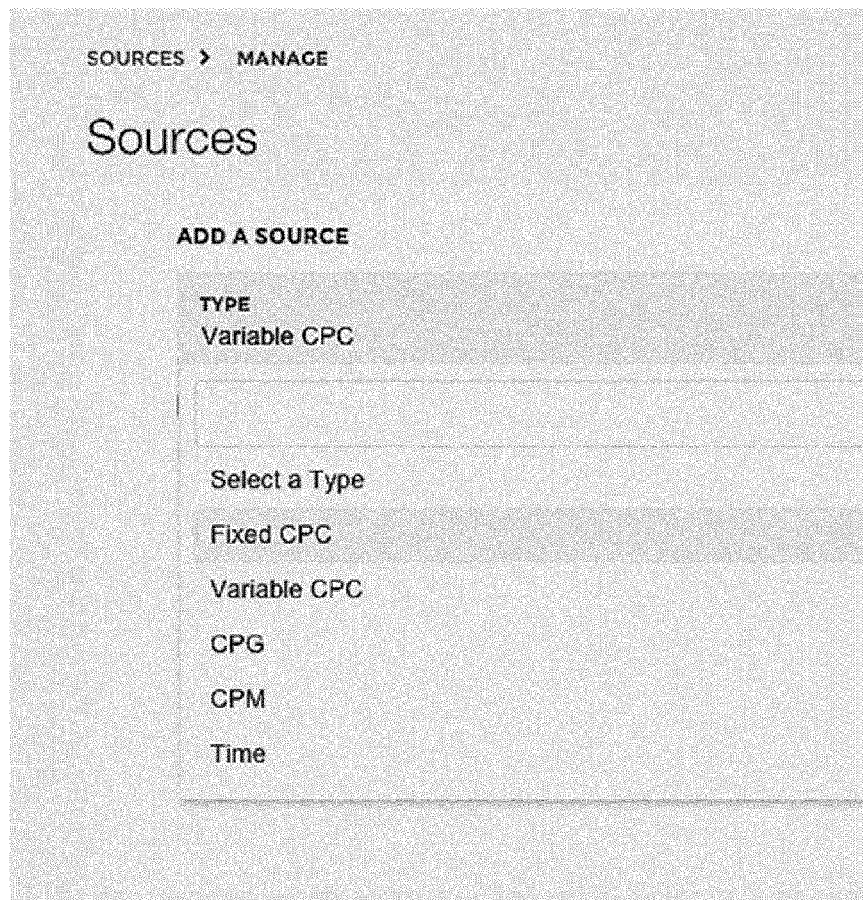 SOURCES > MANAGE
Sources
ADD A SOURCE
TYPE
Variable CPC
Select a Type
Fixed CPC
Variable CPC
CPG
CPM
Time